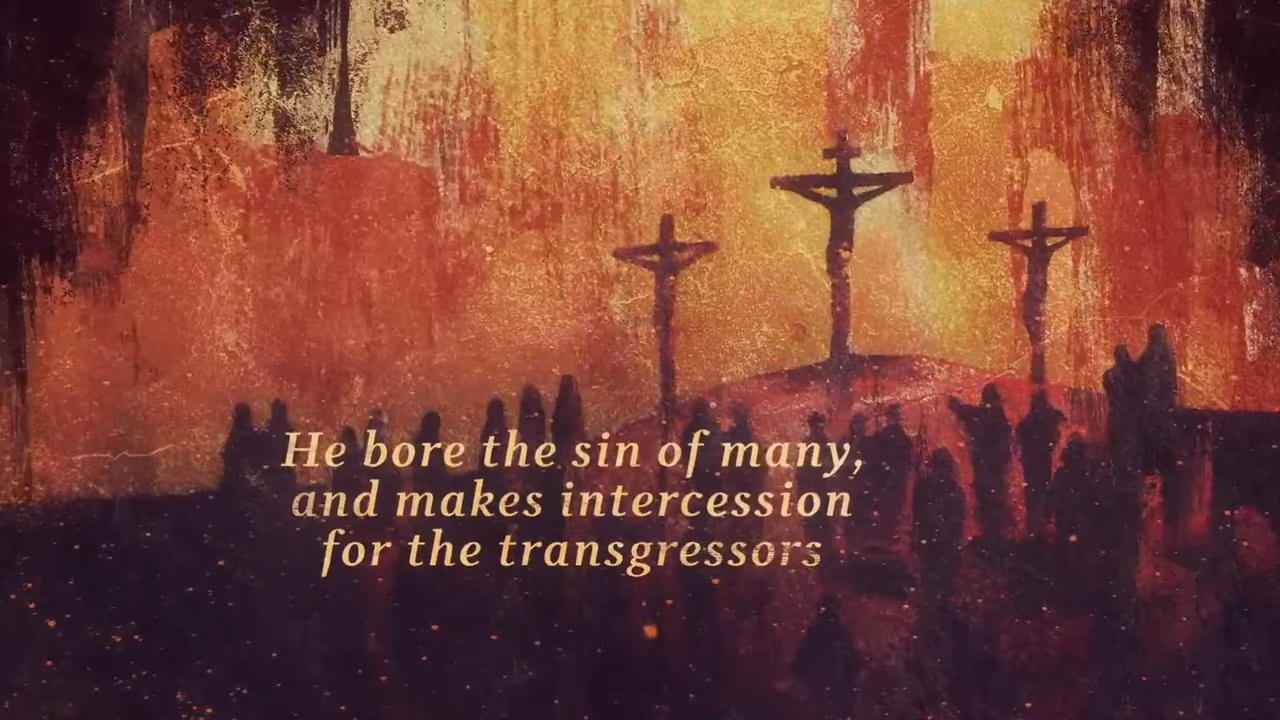 He bore the sin of many,
and makes intercession
for the transgressors